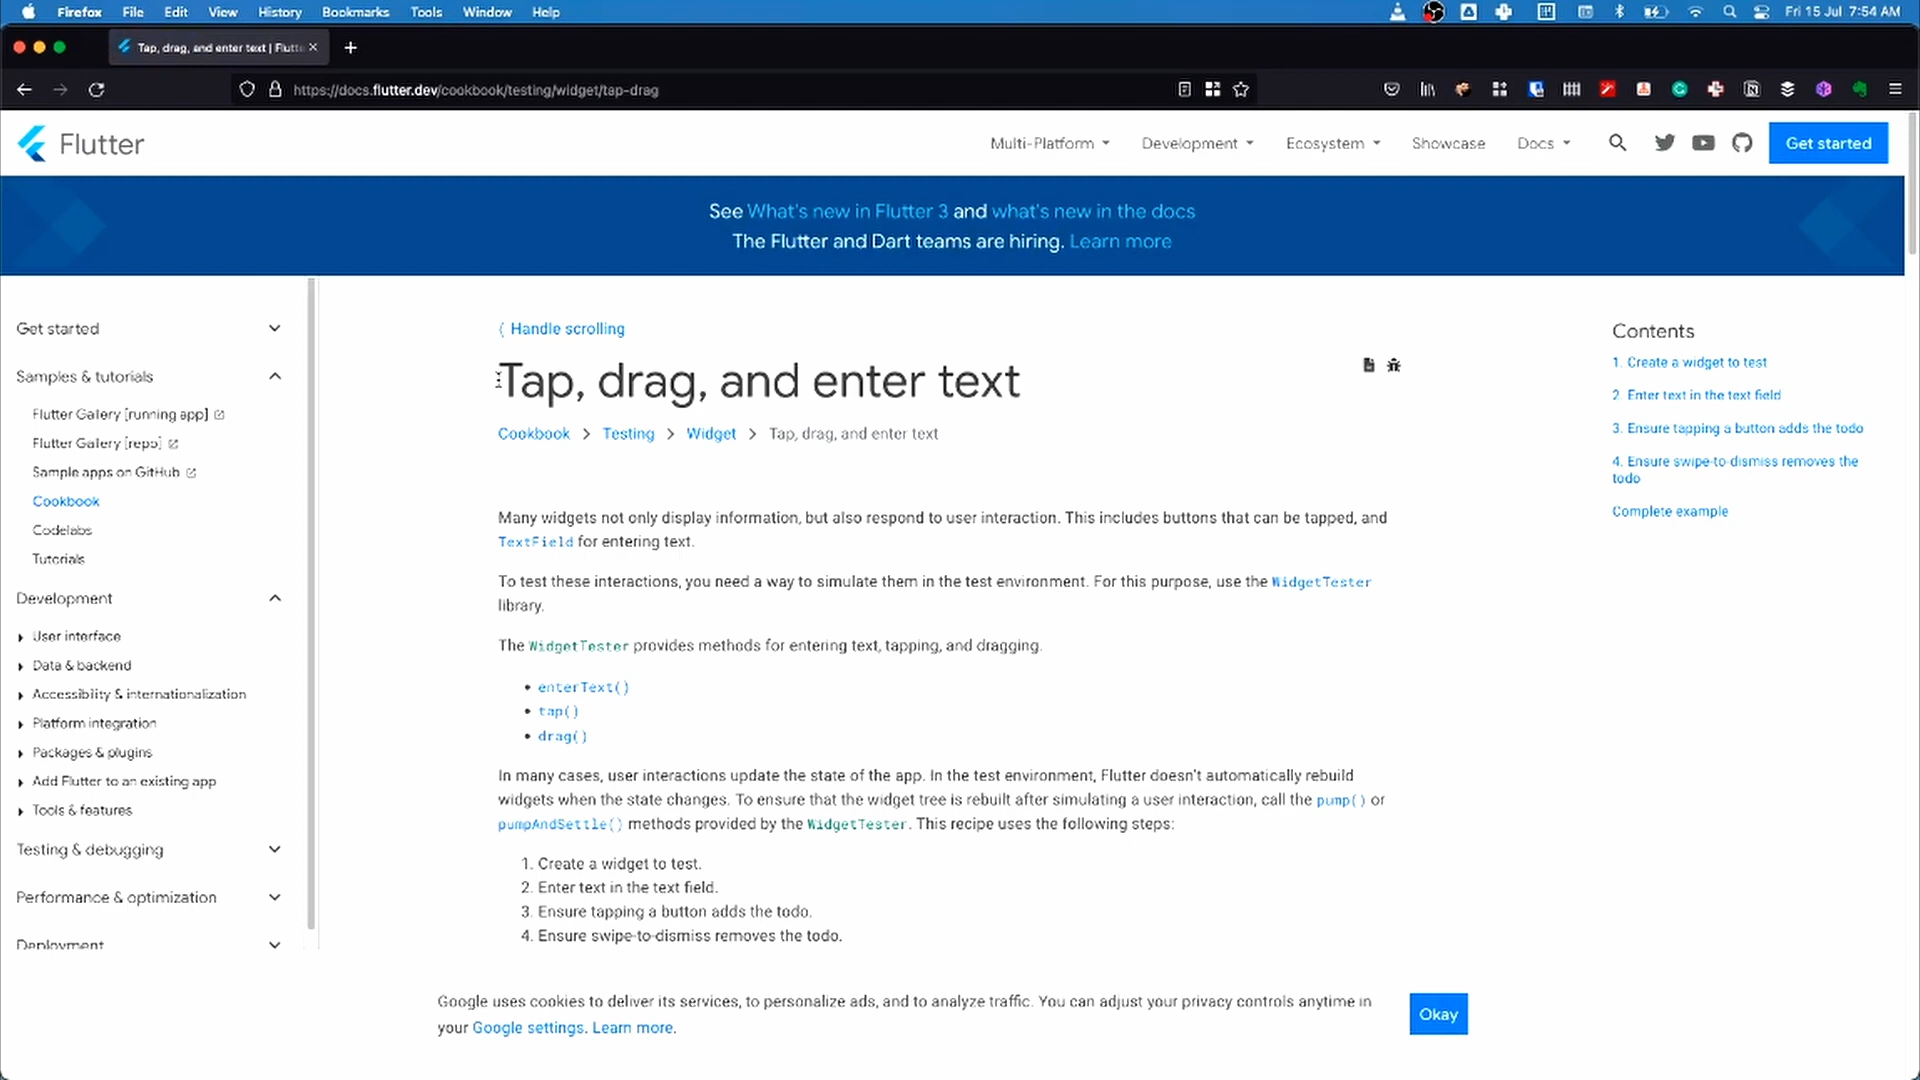 Firefox File Edit View History Bookmarks Tools Window Help Fri 15 Jul 7:54 AM
Tap, drag, and enter text | Flutte
https://docs.flutter.dev/cookbook/testing/widget/tap-drag
Flutter Multi-Platform Development Ecosystem Showcase Docs Get started
See What's new in Flutter 3 and what's new in the docs
The Flutter and Dart teams are hiring. Learn more
Get started
Samples & tutorials
Flutter Gallery [running app]
Flutter Gallery [repo]
Sample apps on GitHub
Cookbook
Codelabs
Tutorials
Development
User interface
Data & backend
Accessibility & internationalization
Platform integration
Packages & plugins
Add Flutter to an existing app
Tools & features
Testing & debugging
Performance & optimization
Deployment
Handle scrolling
Tap, drag, and enter text
Cookbook > Testing > Widget > Tap, drag, and enter text
Many widgets not only display information, but also respond to user interaction. This includes buttons that can be tapped, and
TextField for entering text.
To test these interactions, you need a way to simulate them in the test environment. For this purpose, use the WidgetTester
library.
The WidgetTester provides methods for entering text, tapping, and dragging.
• enterText()
• tap()
• drag()
In many cases, user interactions update the state of the app. In the test environment, Flutter doesn't automatically rebuild
widgets when the state changes. To ensure that the widget tree is rebuilt after simulating a user interaction, call the pump() or
pumpAndSettle() methods provided by the WidgetTester. This recipe uses the following steps:
1. Create a widget to test.
2. Enter text in the text field.
3. Ensure tapping a button adds the todo.
4. Ensure swipe-to-dismiss removes the todo.
Contents
1. Create a widget to test
2. Enter text in the text field
3. Ensure tapping a button adds the todo
4. Ensure swipe-to-dismiss removes the
todo
Complete example
Google uses cookies to deliver its services, to personalize ads, and to analyze traffic. You can adjust your privacy controls anytime in
your Google settings. Learn more.
Okay